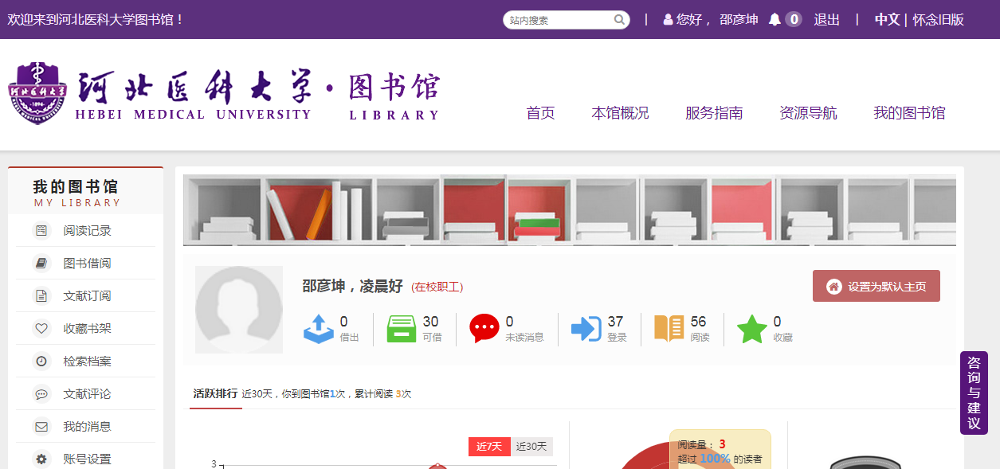 欢迎来到河北医科大学图书馆！
站内搜索
| 您好， 邵彦坤 0 退出 | 中文 | 怀念旧版
河北医科大学·图书馆
HEBEI MEDICAL UNIVERSITY LIBRARY
河北医科大学
1894
首页 本馆概况 服务指南 资源导航 我的图书馆
我的图书馆
MY LIBRARY
阅读记录
图书借阅
文献订阅
收藏书架
检索档案
文献评论
我的消息
账号设置
邵彦坤，凌晨好 (在校职工)
设置为默认主页
0 借出
30 可借
0 未读消息
37 登录
56 阅读
0 收藏
活跃排行 近30天，你到图书馆1次，累计阅读 3次
近7天 近30天
3
阅读量： 3
超过 100% 的读者
咨询与建议